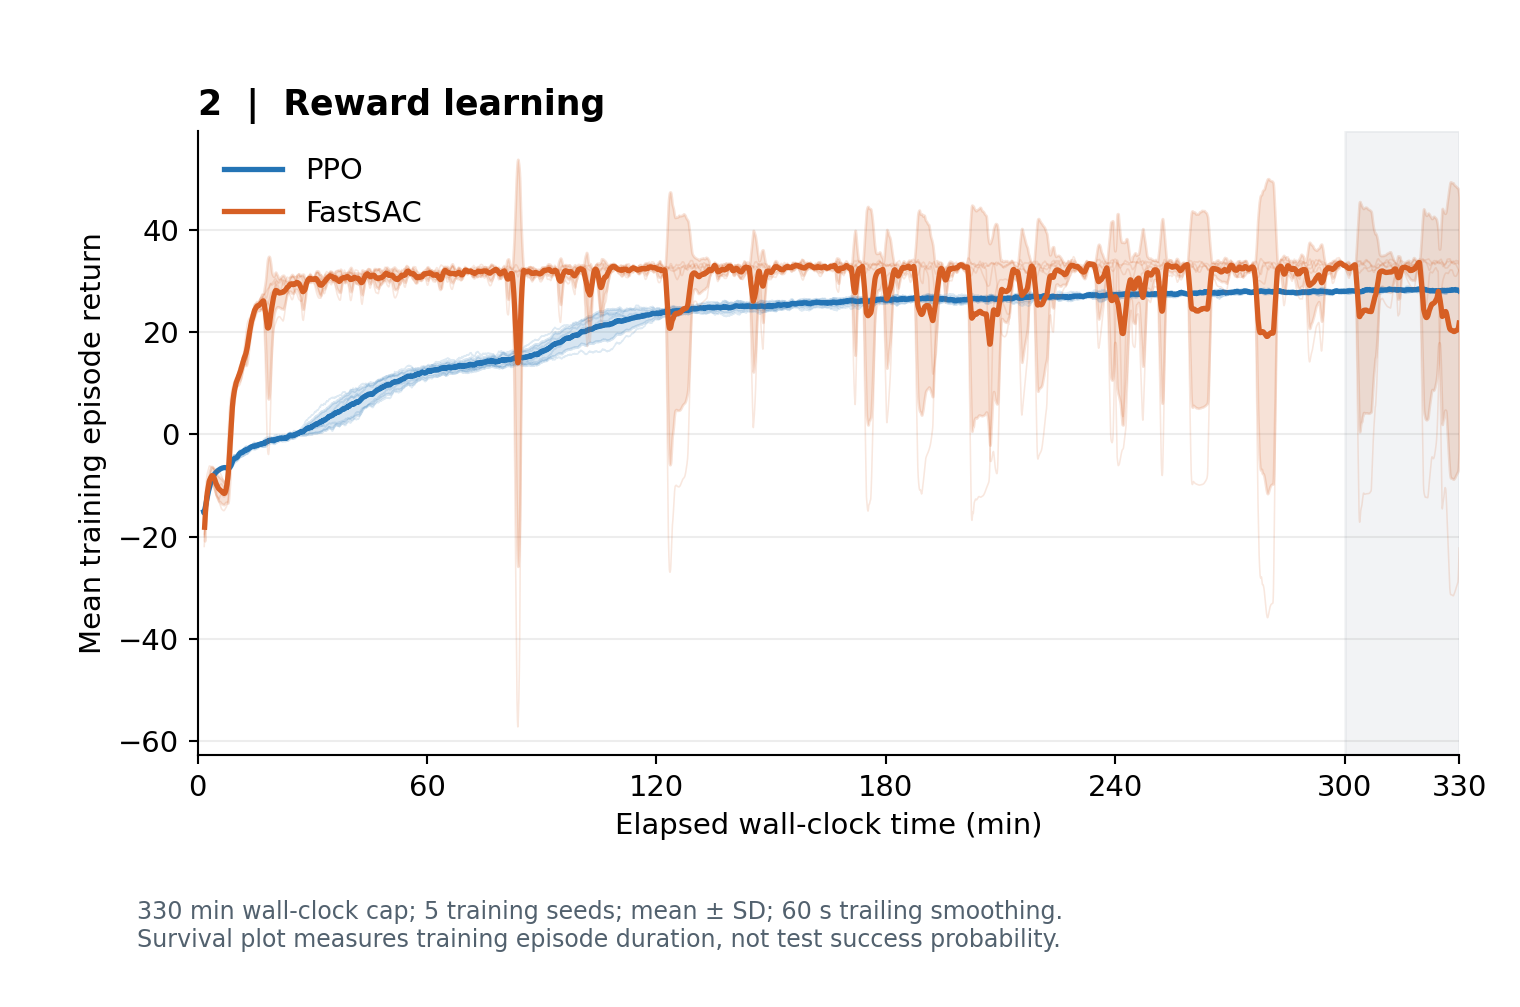 2 | Reward learning
PPO
FastSAC
Mean training episode return
40
20
0
−20
−40
−60
0 60 120 180 240 300 330
Elapsed wall-clock time (min)
330 min wall-clock cap; 5 training seeds; mean ± SD; 60 s trailing smoothing.
Survival plot measures training episode duration, not test success probability.